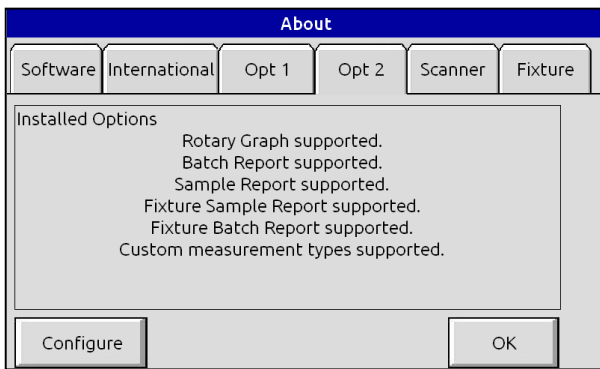 About
Software International Opt 1 Opt 2 Scanner Fixture
Installed Options
Rotary Graph supported.
Batch Report supported.
Sample Report supported.
Fixture Sample Report supported.
Fixture Batch Report supported.
Custom measurement types supported.
Configure OK